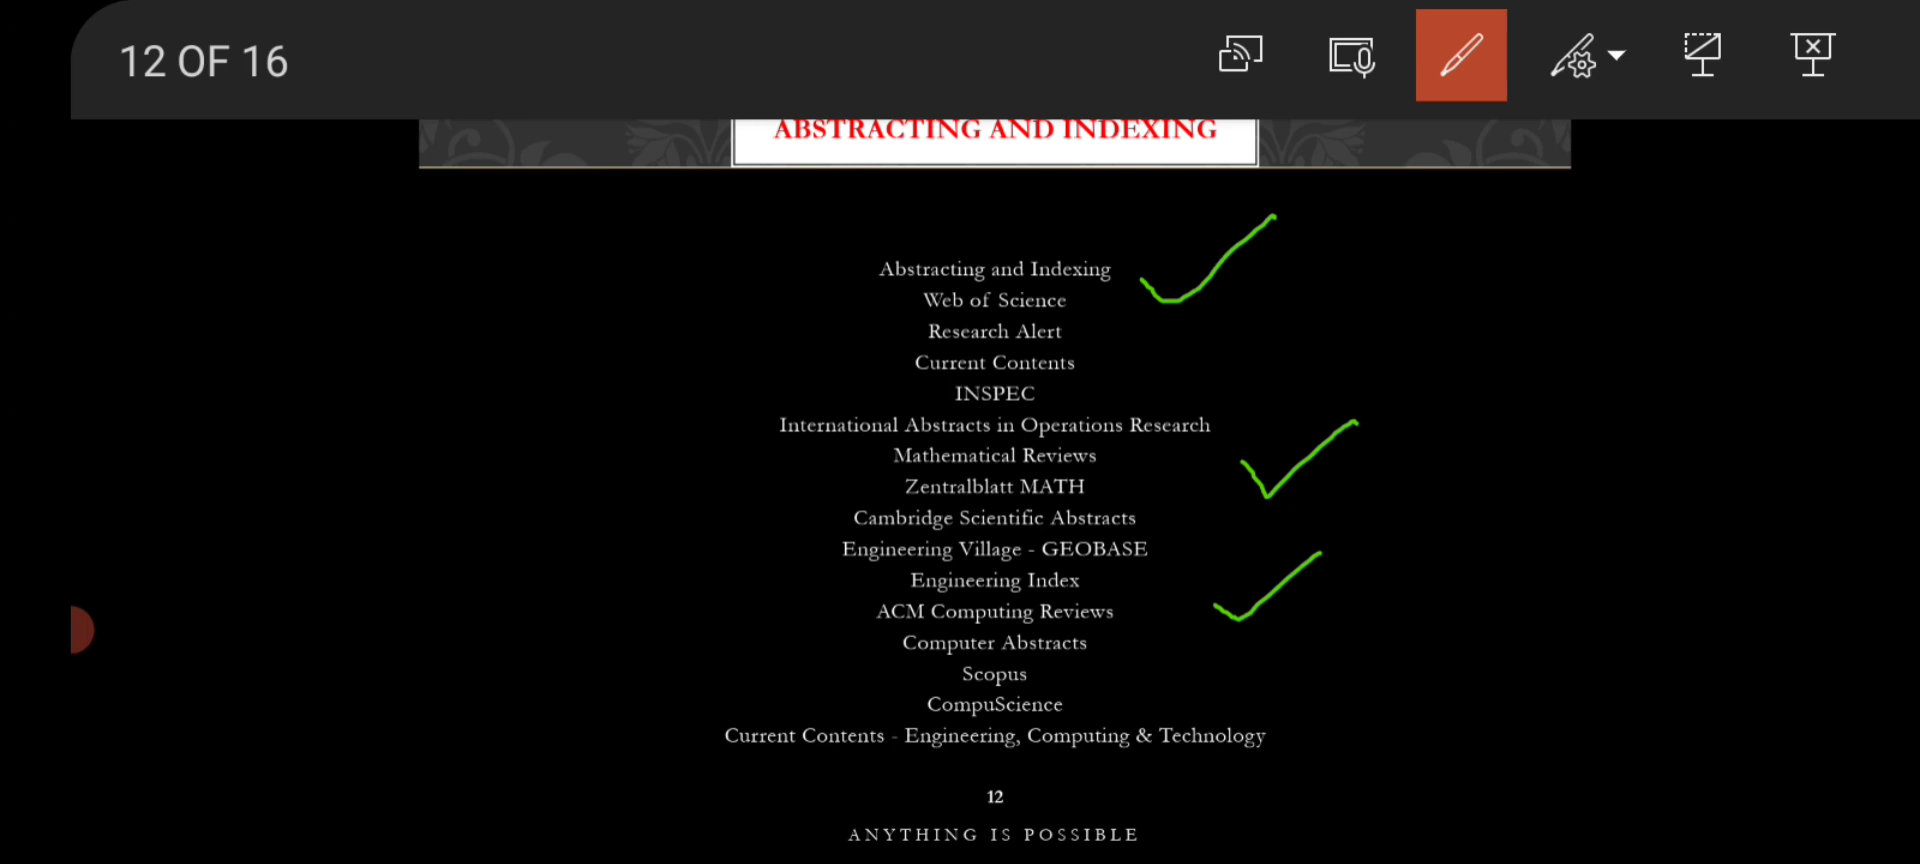 12 OF 16
ABSTRACTING AND INDEXING
Abstracting and Indexing
Web of Science
Research Alert
Current Contents
INSPEC
International Abstracts in Operations Research
Mathematical Reviews
Zentralblatt MATH
Cambridge Scientific Abstracts
Engineering Village - GEOBASE
Engineering Index
ACM Computing Reviews
Computer Abstracts
Scopus
CompuScience
Current Contents - Engineering, Computing & Technology
12
ANYTHING IS POSSIBLE